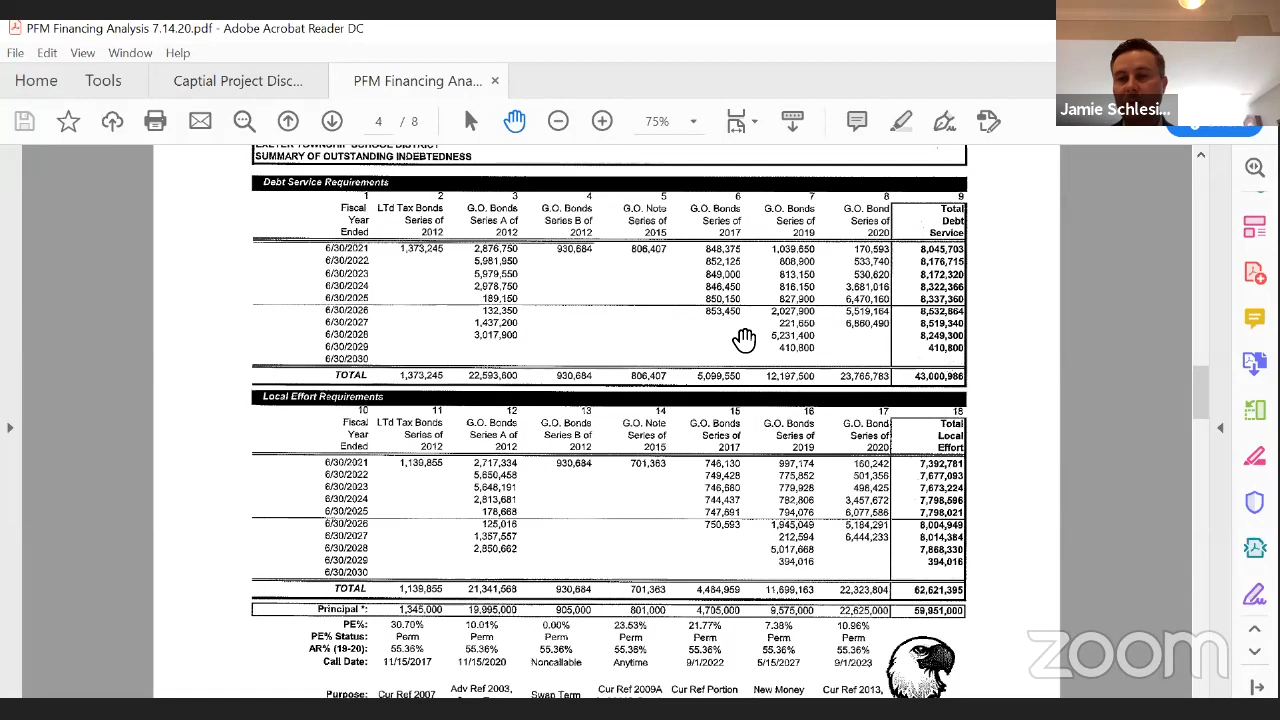 PFM Financing Analysis 7.14.20.pdf - Adobe Acrobat Reader DC
File Edit View Window Help
Home Tools Captial Project Disc... PFM Financing Ana... ×
4 / 8 75%
Jamie Schlesi...
SUMMARY OF OUTSTANDING INDEBTEDNESS
Debt Service Requirements
1 2 3 4 5 6 7 8 9
Fiscal LTd Tax Bonds G.O. Bonds G.O. Bonds G.O. Note G.O. Bonds G.O. Bonds G.O. Bond Total
Year Series of Series A of Series B of Series of Series of Series of Series of Debt
Ended 2012 2012 2012 2015 2017 2019 2020 Service
6/30/2021 1,373,245 2,876,750 930,684 806,407 848,375 1,039,650 170,593 8,045,703
6/30/2022 5,981,950 852,125 808,900 533,740 8,176,715
6/30/2023 5,979,550 849,000 813,150 530,620 8,172,320
6/30/2024 2,978,750 846,450 816,150 3,681,016 8,322,366
6/30/2025 189,150 850,150 827,900 6,470,160 8,337,360
6/30/2026 132,350 853,450 2,027,900 5,519,164 8,532,864
6/30/2027 1,437,200 221,650 6,860,490 8,519,340
6/30/2028 3,017,900 5,231,400 8,249,300
6/30/2029 410,800 410,800
6/30/2030
TOTAL 1,373,245 22,593,600 930,684 806,407 5,099,550 12,197,500 23,765,783 43,000,986
Local Effort Requirements
10 11 12 13 14 15 16 17 18
Fiscal LTd Tax Bonds G.O. Bonds G.O. Bonds G.O. Note G.O. Bonds G.O. Bonds G.O. Bonds Total
Year Series of Series A of Series B of Series of Series of Series of Series of Local
Ended 2012 2012 2012 2015 2017 2019 2020 Effort
6/30/2021 1,139,855 2,717,334 930,684 701,363 746,130 997,174 160,242 7,392,781
6/30/2022 5,650,458 749,428 775,852 501,356 7,677,093
6/30/2023 5,648,191 746,680 779,928 498,425 7,673,224
6/30/2024 2,813,681 744,437 782,806 3,457,672 7,798,596
6/30/2025 178,668 747,691 794,076 6,077,586 7,798,021
6/30/2026 125,016 750,593 1,945,049 5,184,291 8,004,949
6/30/2027 1,357,557 212,594 6,444,233 8,014,384
6/30/2028 2,850,662 5,017,668 7,868,330
6/30/2029 394,016 394,016
6/30/2030
TOTAL 1,139,855 21,341,568 930,684 701,363 4,484,959 11,699,163 22,323,804 62,621,395
Principal *: 1,345,000 19,995,000 905,000 801,000 4,705,000 9,575,000 22,625,000 59,951,000
PE%: 30.70% 10.01% 0.00% 23.53% 21.77% 7.38% 10.96%
PE% Status: Perm Perm Perm Perm Perm Perm Perm
AR% (19-20): 55.36% 55.36% 55.36% 55.36% 55.36% 55.36% 55.36%
Call Date: 11/15/2017 11/15/2020 Noncallable Anytime 9/1/2022 5/15/2027 9/1/2023
Purpose: Cur Ref 2007 Adv Ref 2003, Swap Term Cur Ref 2009A Cur Ref Portion New Money Cur Ref 2013,
zoom